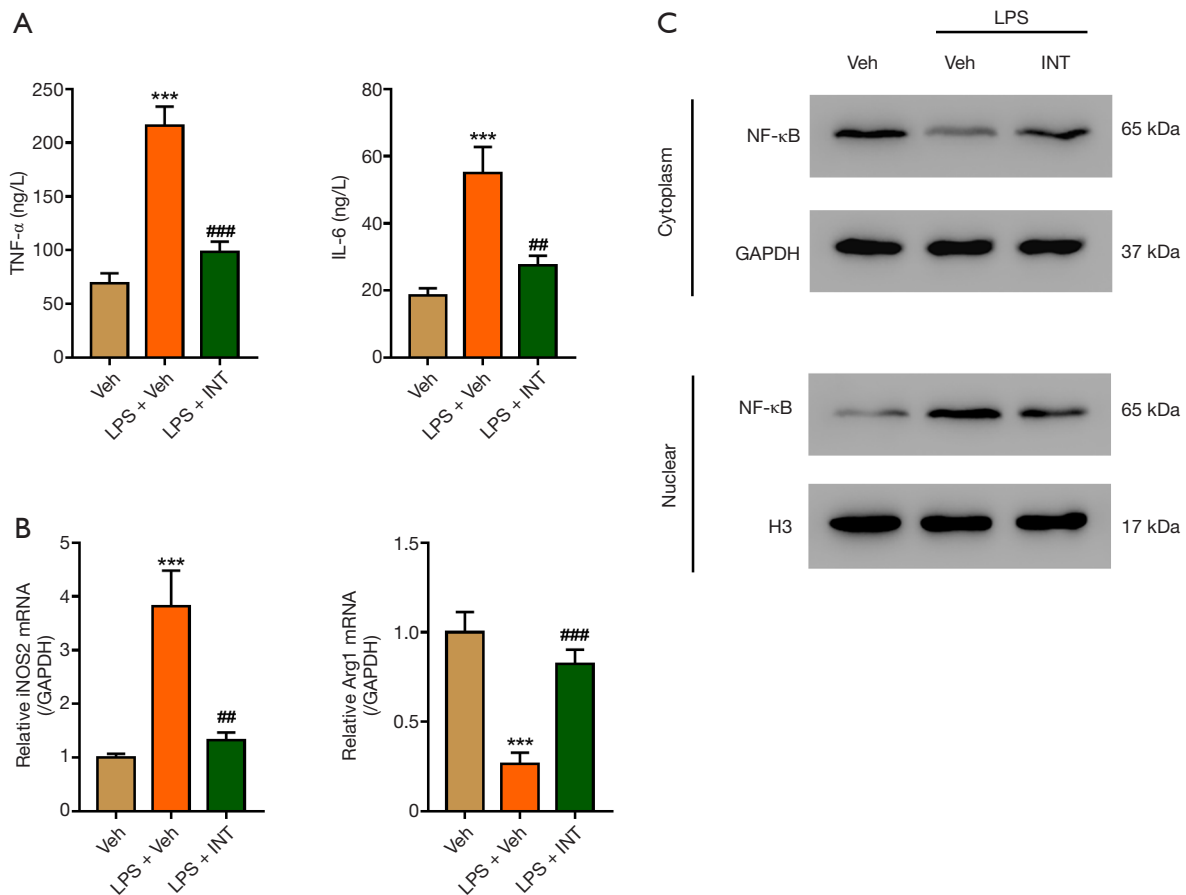 A
TNF-α (ng/L)
250
200
150
100
50
0
***
###
Veh
LPS + Veh
LPS + INT
IL-6 (ng/L)
80
60
40
20
0
***
##
Veh
LPS + Veh
LPS + INT
B
Relative iNOS2 mRNA
(/GAPDH)
5
4
3
2
1
0
***
##
Veh
LPS + Veh
LPS + INT
Relative Arg1 mRNA
(/GAPDH)
1.5
1.0
0.5
0
***
###
Veh
LPS + Veh
LPS + INT
C
LPS
Veh Veh INT
Cytoplasm
NF-κB 65 kDa
GAPDH 37 kDa
Nuclear
NF-κB 65 kDa
H3 17 kDa